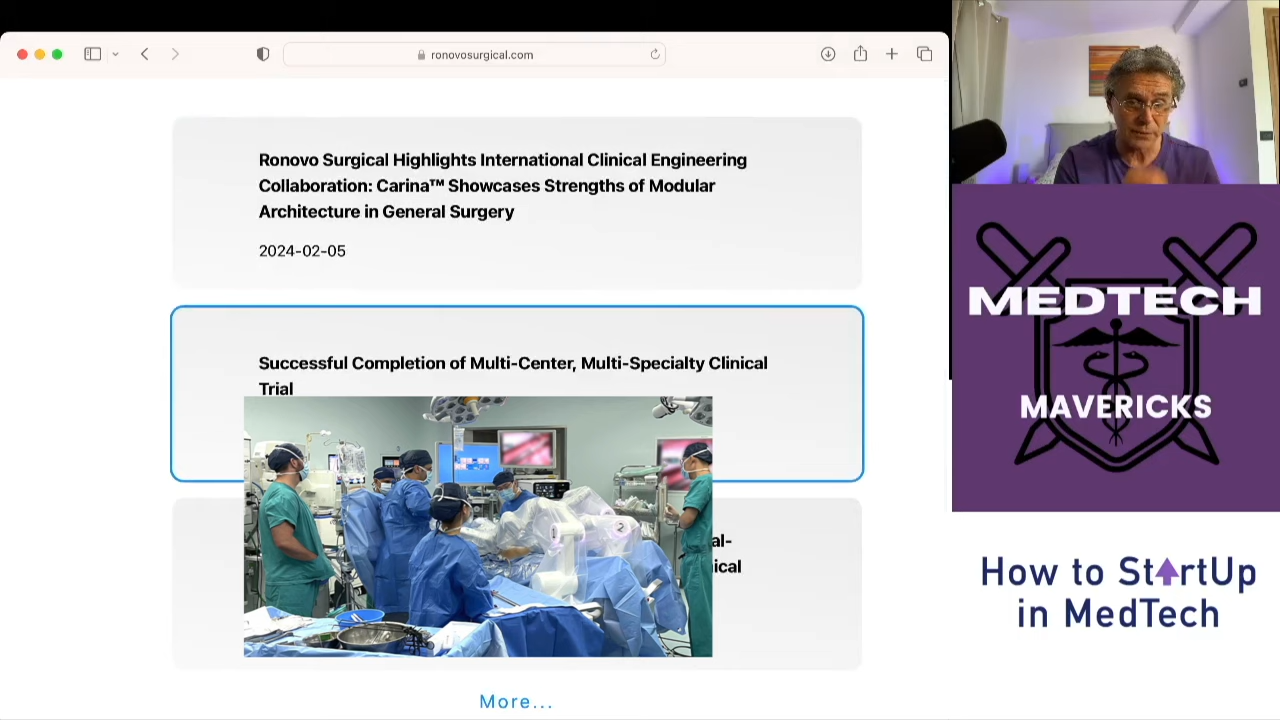 ronovosurgical.com
Ronovo Surgical Highlights International Clinical Engineering
Collaboration: Carina™ Showcases Strengths of Modular
Architecture in General Surgery
2024-02-05
Successful Completion of Multi-Center, Multi-Specialty Clinical
Trial
al-
ical
2
More...
MEDTECH
MAVERICKS
How to StartUp
in MedTech